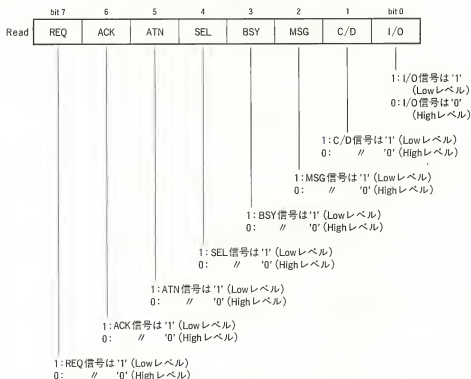 bit 7 6 5 4 3 2 1 bit 0
Read REQ ACK ATN SEL BSY MSG C/D I/O
1:I/O信号は'1'
(Lowレベル)
0:I/O信号は'0'
(Highレベル)
1:C/D信号は'1'(Lowレベル)
0: 〃 '0'(Highレベル)
1:MSG信号は'1'(Lowレベル)
0: 〃 '0'(Highレベル)
1:BSY信号は'1'(Lowレベル)
0: 〃 '0'(Highレベル)
1:SEL信号は'1'(Lowレベル)
0: 〃 '0'(Highレベル)
1:ATN信号は'1'(Lowレベル)
0: 〃 '0'(Highレベル)
1:ACK信号は'1'(Lowレベル)
0: 〃 '0'(Highレベル)
1:REQ信号は'1'(Lowレベル)
0: 〃 '0'(Highレベル)